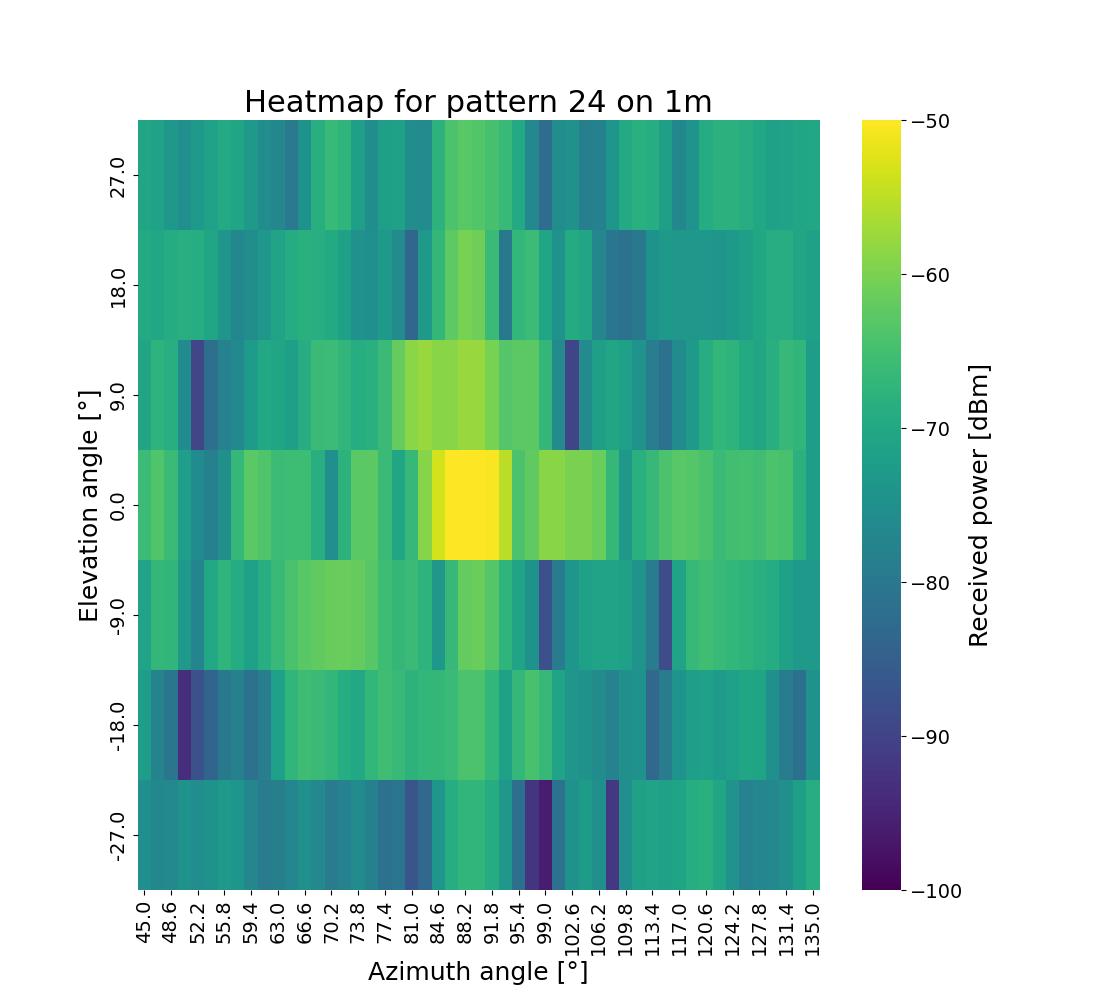 Heatmap for pattern 24 on 1m
Elevation angle [°]
27.0
18.0
9.0
0.0
-9.0
-18.0
-27.0
45.0 48.6 52.2 55.8 59.4 63.0 66.6 70.2 73.8 77.4 81.0 84.6 88.2 91.8 95.4 99.0 102.6 106.2 109.8 113.4 117.0 120.6 124.2 127.8 131.4 135.0
Azimuth angle [°]
−50
−60
−70
−80
−90
−100
Received power [dBm]